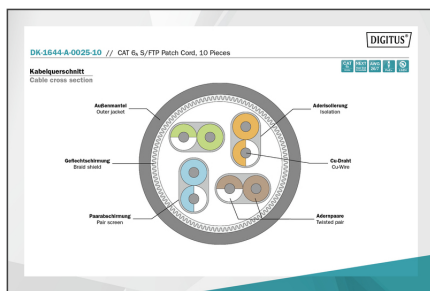 DIGITUS®
DK-1644-A-0025-10 // CAT 6A S/FTP Patch Cord, 10 Pieces
Kabelquerschnitt
Cable cross section
Außenmantel
Outer jacket
Aderisolierung
Isolation
Geflechtschirmung
Braid shield
Cu-Draht
Cu-Wire
Paarabschirmung
Pair screen
Adernpaare
Twisted pair